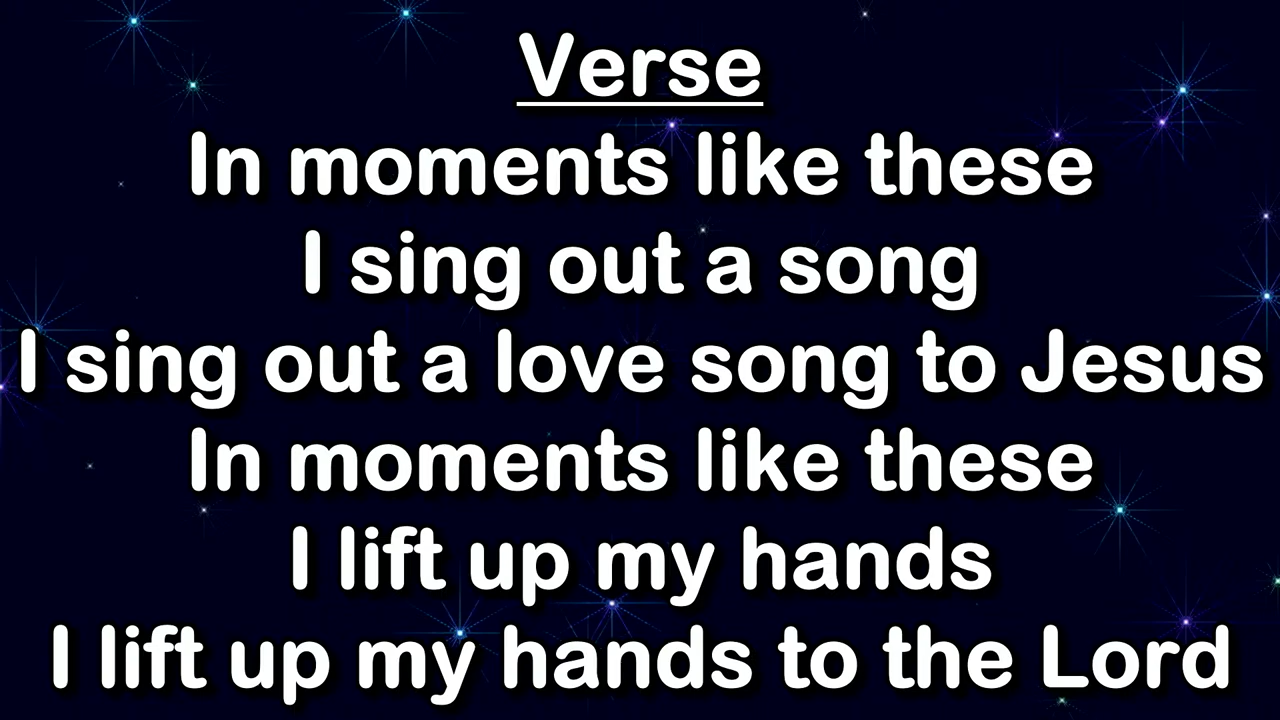 Verse
In moments like these
I sing out a song
I sing out a love song to Jesus
In moments like these
I lift up my hands
I lift up my hands to the Lord